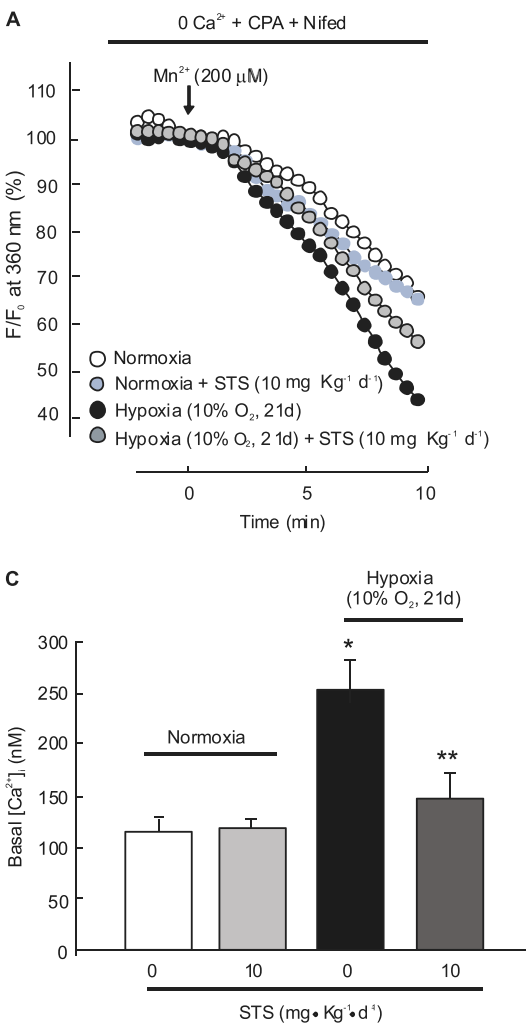 A
0 Ca²⁺ + CPA + Nifed
Mn²⁺ (200 µM)
110
100
90
80
70
60
50
40
F/F₀ at 360 nm (%)
Normoxia
Normoxia + STS (10 mg Kg⁻¹ d⁻¹)
Hypoxia (10% O₂, 21d)
Hypoxia (10% O₂, 21d) + STS (10 mg Kg⁻¹ d⁻¹)
0 5 10
Time (min)
C
Hypoxia
(10% O₂, 21d)
300
250
200
150
100
50
0
Basal [Ca²⁺]ᵢ (nM)
Normoxia
*
**
0 10 0 10
STS (mg•Kg⁻¹•d⁻¹)